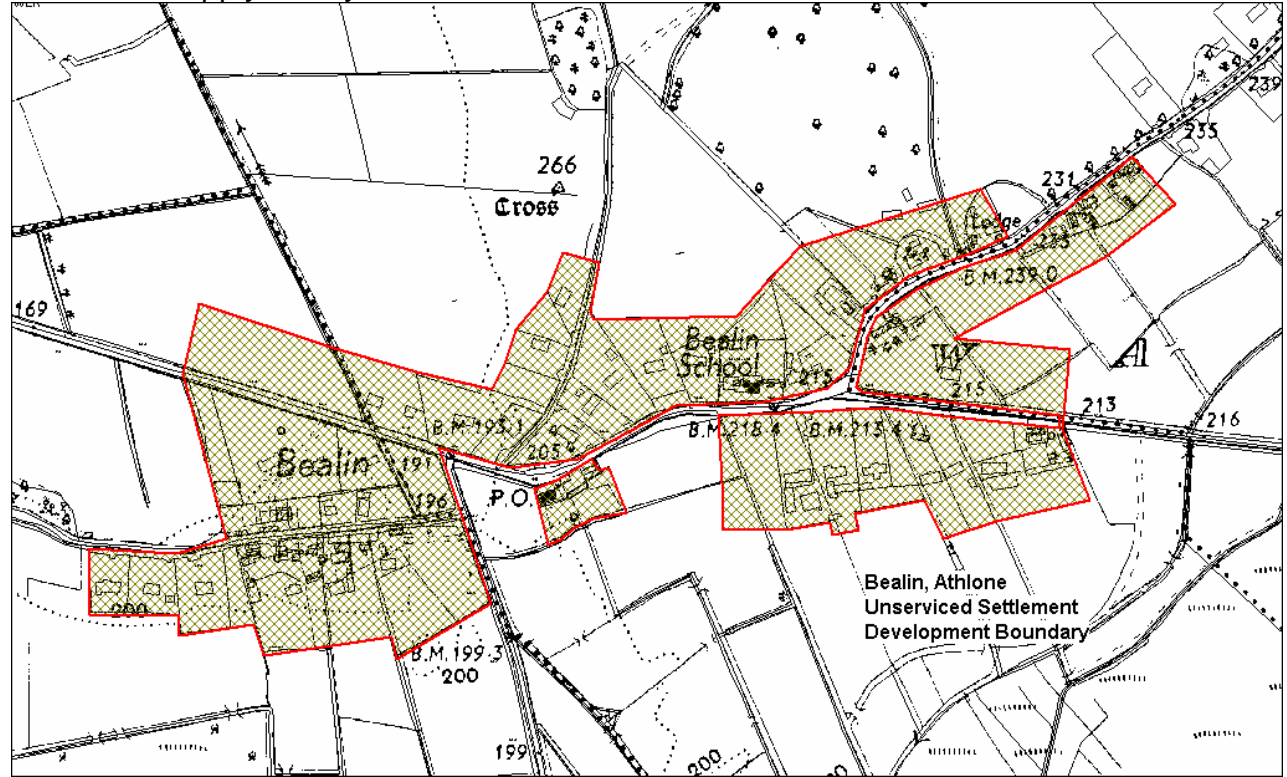 239
235
266
Cross
231
Lodge
233
B.M.239.0
169
Bealin
School
215
W
A
215
213
216
B.M.193.1
205
B.M.218.4
B.M.213.4
Bealin
191
P.O.
196
Bealin, Athlone
Unserviced Settlement
Development Boundary
200
B.M.199.3
200
199
200